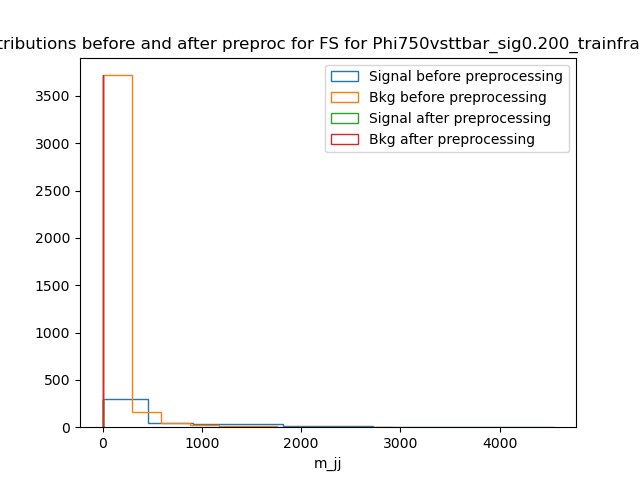 tributions before and after preproc for FS for Phi750vsttbar_sig0.200_trainfra
Signal before preprocessing
Bkg before preprocessing
Signal after preprocessing
Bkg after preprocessing
3500
3000
2500
2000
1500
1000
500
0
0 1000 2000 3000 4000
m_jj